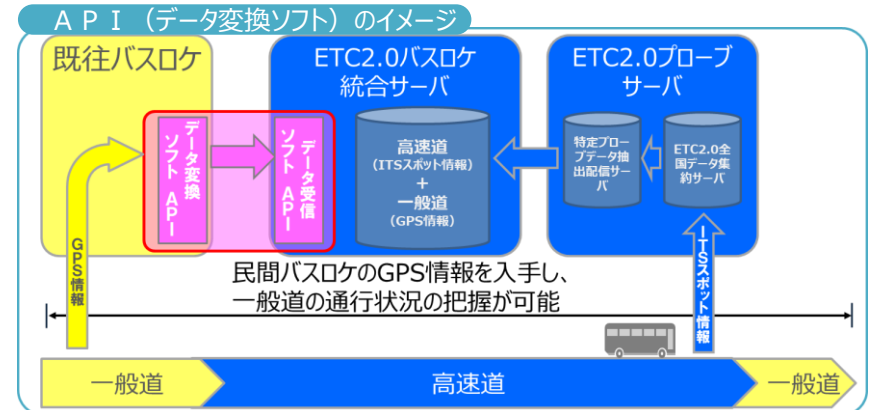 API（データ変換ソフト）のイメージ
既往バスロケ
ETC2.0バスロケ
統合サーバ
ETC2.0プローブ
サーバ
データ変換
ソフト API
データ受信
ソフト API
高速道
(ITSスポット情報)
+
一般道
(GPS情報)
特定プロー
ブデータ抽
出配信サー
バ
ETC2.0全
国データ集
約サーバ
GPS情報
ITSスポット情報
民間バスロケのGPS情報を入手し、
一般道の通行状況の把握が可能
一般道
高速道
一般道